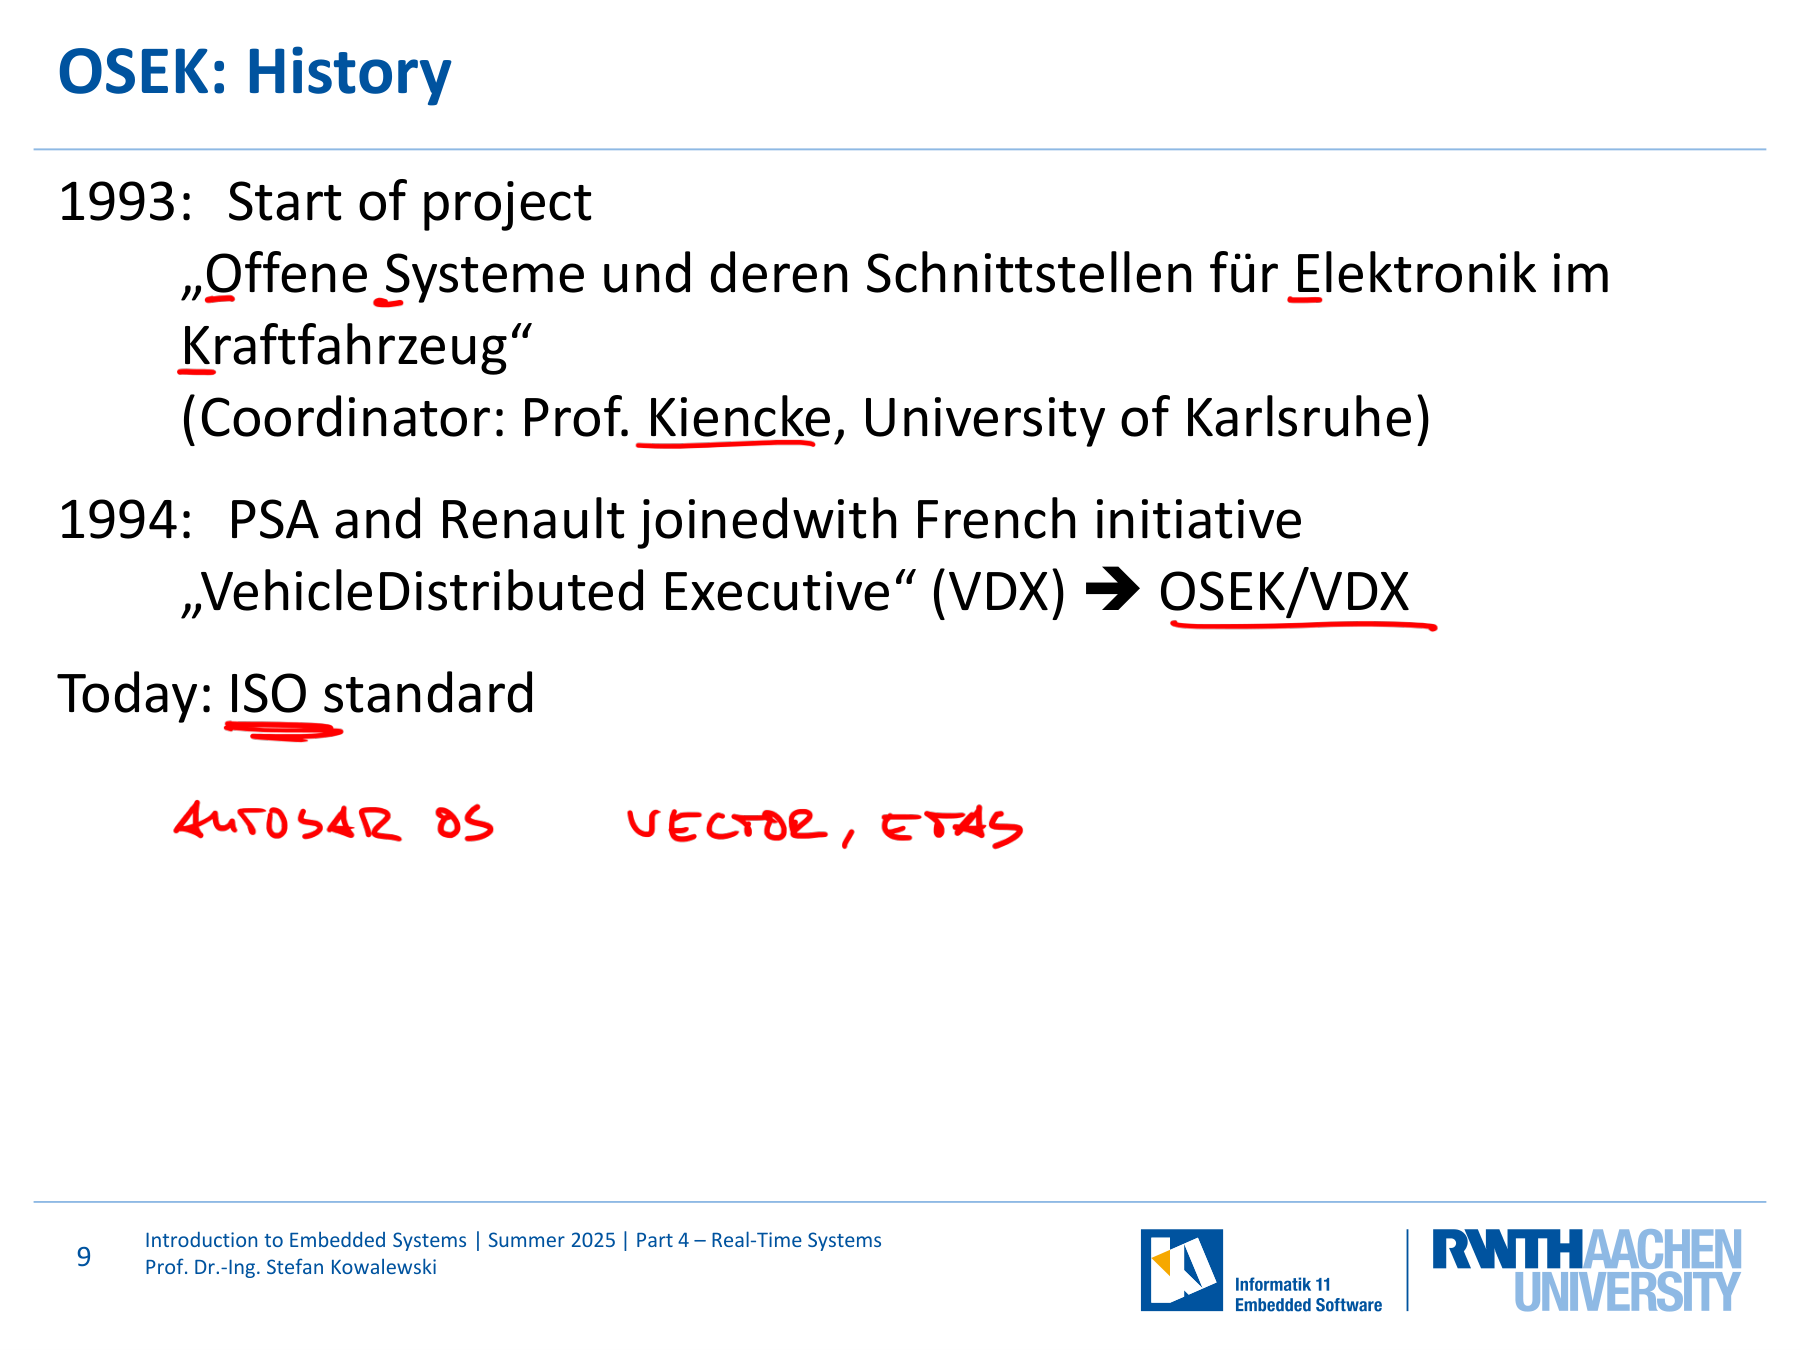 OSEK: History
1993: Start of project
„Offene Systeme und deren Schnittstellen für Elektronik im
Kraftfahrzeug“
(Coordinator: Prof. Kiencke, University of Karlsruhe)
1994: PSA and Renault joinedwith French initiative
„VehicleDistributed Executive“ (VDX) 🡺 OSEK/VDX
Today: ISO standard
AUTOSAR OS VECTOR, ETAS
9
Introduction to Embedded Systems | Summer 2025 | Part 4 – Real-Time Systems
Prof. Dr.-Ing. Stefan Kowalewski
Informatik 11
Embedded Software
RWTHAACHEN
UNIVERSITY